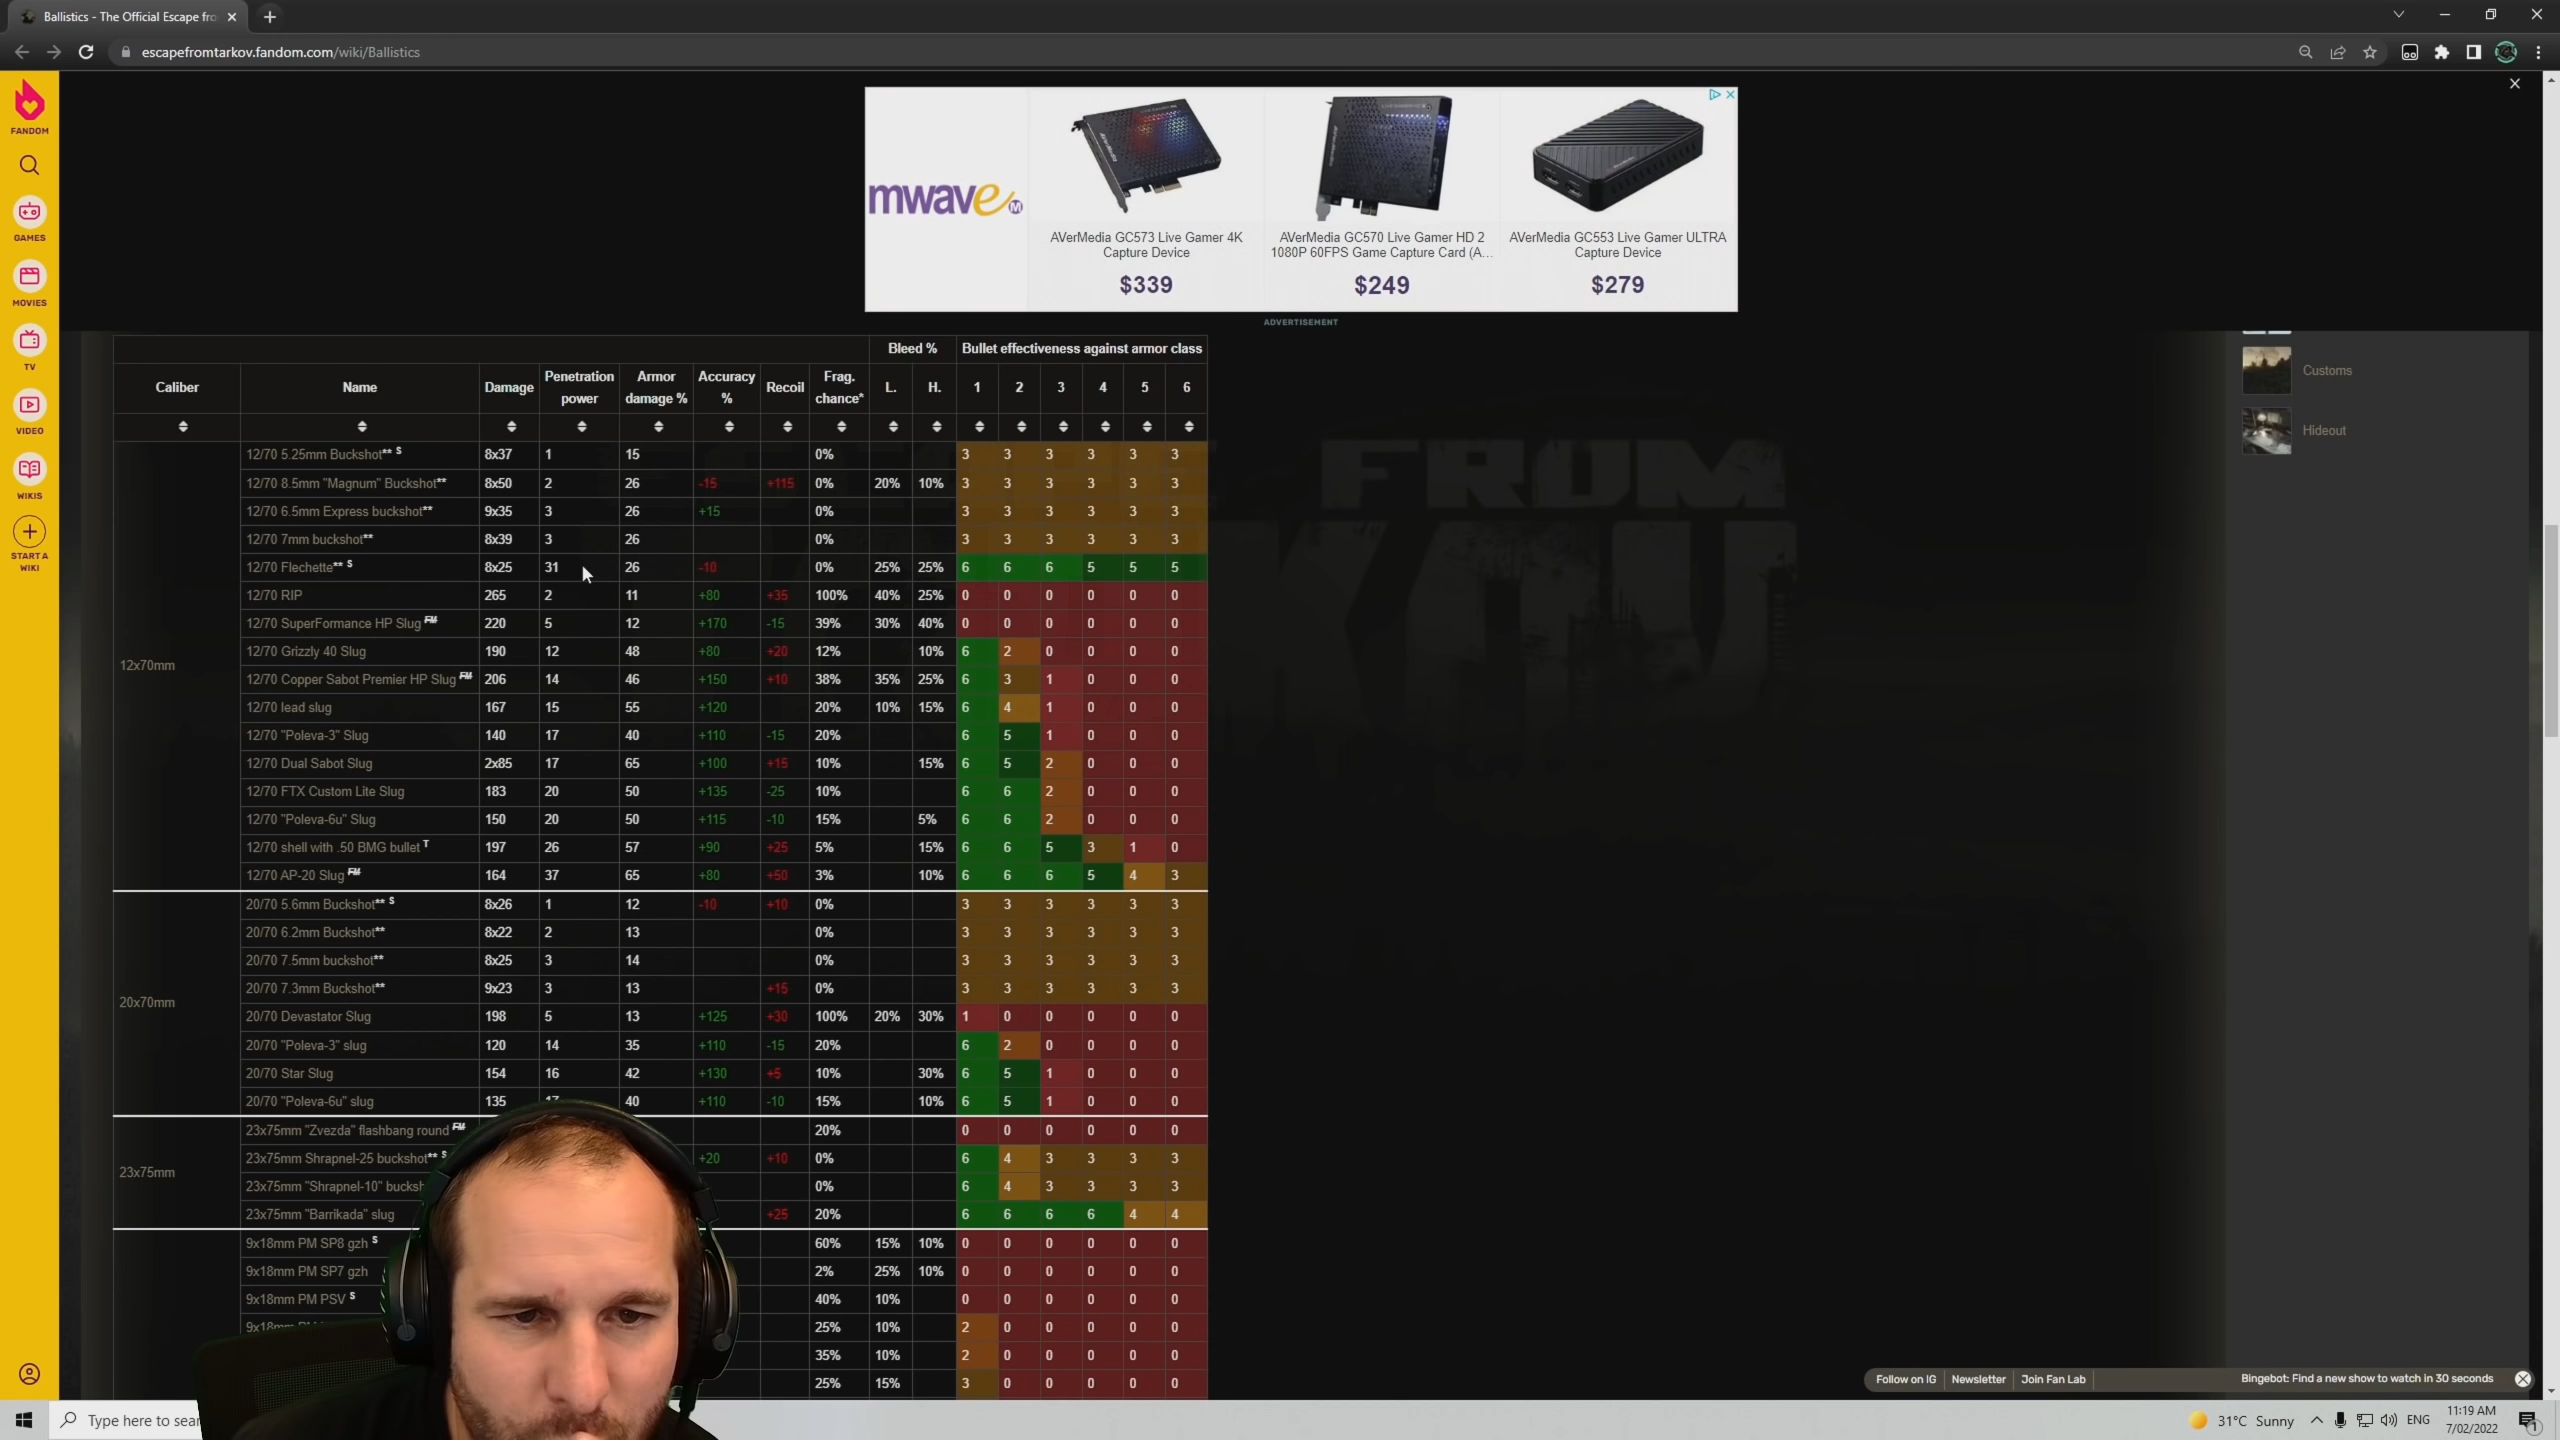 Ballistics - The Official Escape fro
escapefromtarkov.fandom.com/wiki/Ballistics
FANDOM
GAMES
MOVIES
TV
VIDEO
WIKIS
START A
WIKI
mwave
AVerMedia GC573 Live Gamer 4K
Capture Device
$339
AVerMedia GC570 Live Gamer HD 2
1080P 60FPS Game Capture Card (A...
$249
AVerMedia GC553 Live Gamer ULTRA
Capture Device
$279
ADVERTISEMENT
Customs
Hideout
Bleed % Bullet effectiveness against armor class
Caliber Name Damage Penetration power Armor damage % Accuracy % Recoil Frag. chance* L. H. 1 2 3 4 5 6
12x70mm
12/70 5.25mm Buckshot** S 8x37 1 15 0% 3 3 3 3 3 3
12/70 8.5mm "Magnum" Buckshot** 8x50 2 26 -15 +115 0% 20% 10% 3 3 3 3 3 3
12/70 6.5mm Express buckshot** 9x35 3 26 +15 0% 3 3 3 3 3 3
12/70 7mm buckshot** 8x39 3 26 0% 3 3 3 3 3 3
12/70 Flechette** S 8x25 31 26 -10 0% 25% 25% 6 6 6 5 5 5
12/70 RIP 265 2 11 +80 +35 100% 40% 25% 0 0 0 0 0 0
12/70 SuperFormance HP Slug FM 220 5 12 +170 -15 39% 30% 40% 0 0 0 0 0 0
12/70 Grizzly 40 Slug 190 12 48 +80 +20 12% 10% 6 2 0 0 0 0
12/70 Copper Sabot Premier HP Slug FM 206 14 46 +150 +10 38% 35% 25% 6 3 1 0 0 0
12/70 lead slug 167 15 55 +120 20% 10% 15% 6 4 1 0 0 0
12/70 "Poleva-3" Slug 140 17 40 +110 -15 20% 6 5 1 0 0 0
12/70 Dual Sabot Slug 2x85 17 65 +100 +15 10% 15% 6 5 2 0 0 0
12/70 FTX Custom Lite Slug 183 20 50 +135 -25 10% 6 6 2 0 0 0
12/70 "Poleva-6u" Slug 150 20 50 +115 -10 15% 5% 6 6 2 0 0 0
12/70 shell with .50 BMG bullet T 197 26 57 +90 +25 5% 15% 6 6 5 3 1 0
12/70 AP-20 Slug FM 164 37 65 +80 +50 3% 10% 6 6 6 5 4 3
20x70mm
20/70 5.6mm Buckshot** S 8x26 1 12 -10 +10 0% 3 3 3 3 3 3
20/70 6.2mm Buckshot** 8x22 2 13 0% 3 3 3 3 3 3
20/70 7.5mm buckshot** 8x25 3 14 0% 3 3 3 3 3 3
20/70 7.3mm Buckshot** 9x23 3 13 +15 0% 3 3 3 3 3 3
20/70 Devastator Slug 198 5 13 +125 +30 100% 20% 30% 1 0 0 0 0 0
20/70 "Poleva-3" slug 120 14 35 +110 -15 20% 6 2 0 0 0 0
20/70 Star Slug 154 16 42 +130 +5 10% 30% 6 5 1 0 0 0
20/70 "Poleva-6u" slug 135 17 40 +110 -10 15% 10% 6 5 1 0 0 0
23x75mm
23x75mm "Zvezda" flashbang round FM 20% 0 0 0 0 0 0
23x75mm Shrapnel-25 buckshot** S +20 +10 0% 6 4 3 3 3 3
23x75mm "Shrapnel-10" bucksh 0% 6 4 3 3 3 3
23x75mm "Barrikada" slug +25 20% 6 6 6 6 4 4
9x18mm PM SP8 gzh S 60% 15% 10% 0 0 0 0 0 0
9x18mm PM SP7 gzh 2% 25% 10% 0 0 0 0 0 0
9x18mm PM PSV S 40% 10% 0 0 0 0 0 0
9x18mm 25% 10% 2 0 0 0 0 0
35% 10% 2 0 0 0 0 0
25% 15% 3 0 0 0 0 0
Follow on IG Newsletter Join Fan Lab Bingebot: Find a new show to watch in 30 seconds
Type here to sear
31°C Sunny ENG
11:19 AM
7/02/2022